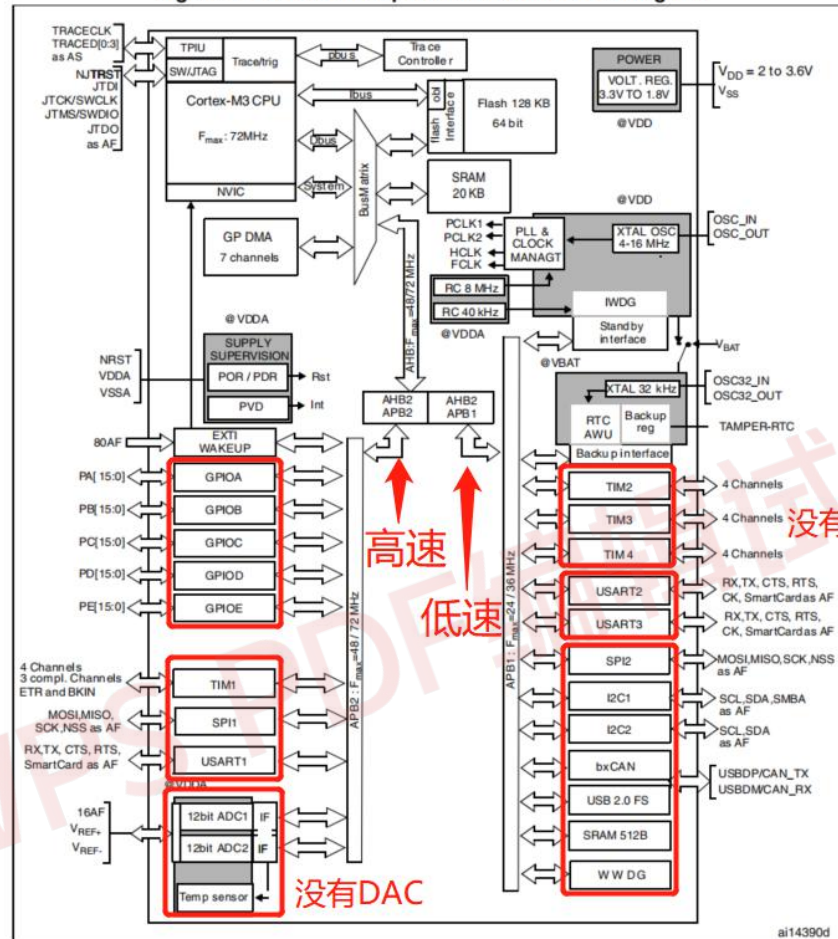 TRACECLK
TRACED[0:3]
as AS
NJTRST
JTDI
JTCK/SWCLK
JTMS/SWDIO
JTDO
as AF
TPIU
SW/JTAG
Trace/trig
Cortex-M3 CPU
Fmax: 72MHz
NVIC
pbus
Trace
Controller
Ibus
Dbus
System
BusMatrix
obl
flash
Interface
Flash 128 KB
64 bit
SRAM
20 KB
GP DMA
7 channels
AHB:Fmax=48/72 MHz
POWER
VOLT. REG.
3.3V TO 1.8V
@VDD
VDD = 2 to 3.6V
VSS
@VDD
PCLK1
PCLK2
HCLK
FCLK
PLL &
CLOCK
MANAGT
XTAL OSC
4-16 MHz
OSC_IN
OSC_OUT
RC 8 MHz
RC 40 kHz
@VDDA
IWDG
Standby
interface
@VBAT
VBAT
XTAL 32 kHz
OSC32_IN
OSC32_OUT
RTC
AWU
Backup
reg
TAMPER-RTC
Backup interface
@VDDA
SUPPLY
SUPERVISION
NRST
VDDA
VSSA
POR / PDR
Rst
PVD
Int
AHB2
APB2
AHB2
APB1
80AF
EXTI
WAKEUP
PA[ 15:0]
GPIOA
PB[ 15:0]
GPIOB
PC[15:0]
GPIOC
PD[15:0]
GPIOD
PE[15:0]
GPIOE
高速
低速
APB2 : Fmax=48 / 72 MHz
APB1 : Fmax=24 / 36 MHz
4 Channels
3 compl. Channels
ETR and BKIN
TIM1
MOSI,MISO,
SCK,NSS as AF
SPI1
RX,TX, CTS, RTS,
SmartCard as AF
USART1
@VDDA
16AF
VREF+
VREF-
12bit ADC1
IF
12bit ADC2
IF
Temp sensor
没有DAC
TIM2
4 Channels
TIM3
4 Channels
没有
TIM 4
4 Channels
USART2
RX,TX, CTS, RTS,
CK, SmartCard as AF
USART3
RX,TX, CTS, RTS,
CK, SmartCard as AF
SPI2
MOSI,MISO,SCK,NSS
as AF
I2C1
SCL,SDA,SMBA
as AF
I2C2
SCL,SDA
as AF
bxCAN
USBDP/CAN_TX
USBDM/CAN_RX
USB 2.0 FS
SRAM 512B
W W DG
ai14390d
WPS PDF编辑试